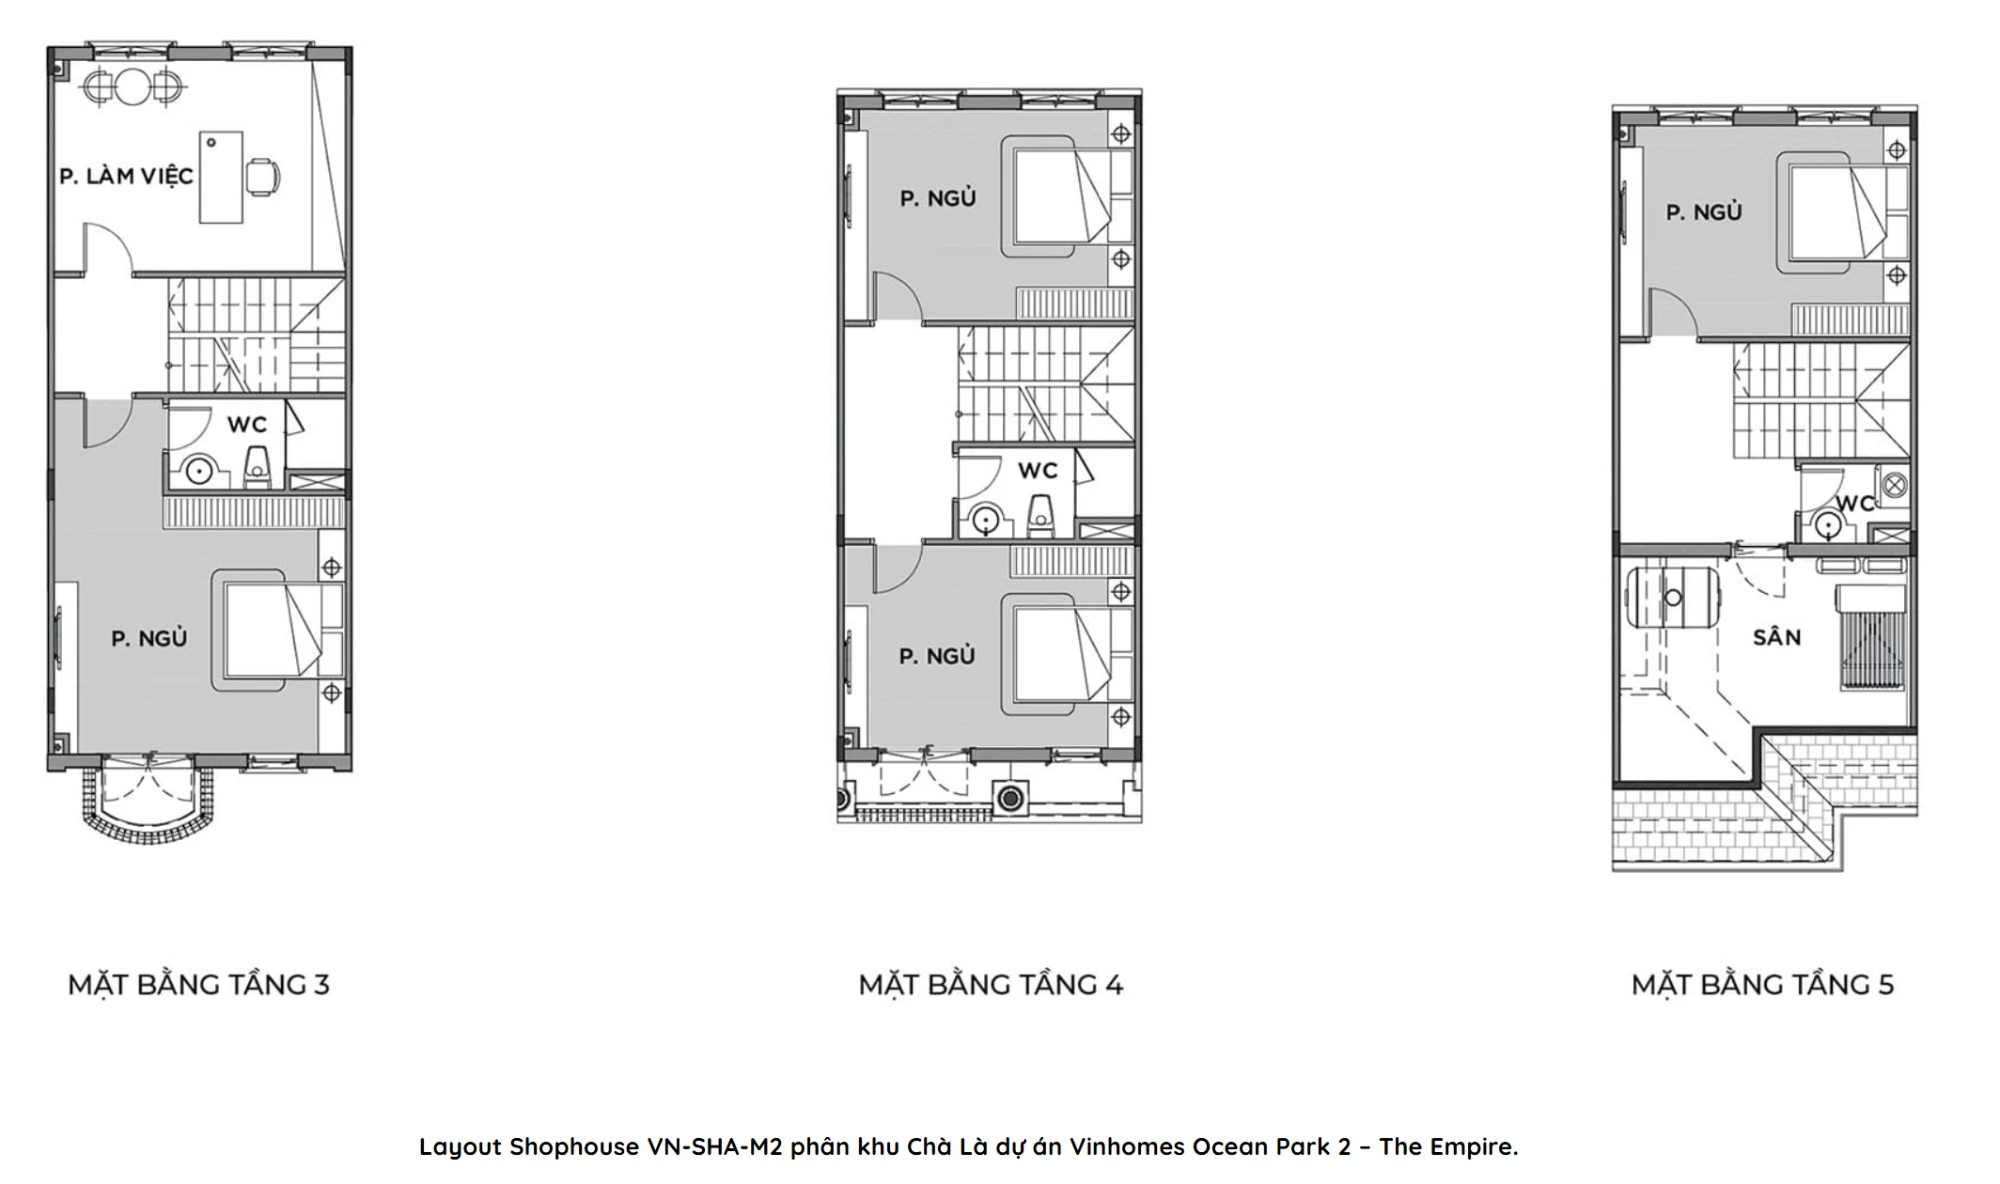 P. LÀM VIỆC
WC
P. NGỦ
MẶT BẰNG TẦNG 3
P. NGỦ
WC
P. NGỦ
MẶT BẰNG TẦNG 4
P. NGỦ
WC
SÂN
MẶT BẰNG TẦNG 5
Layout Shophouse VN-SHA-M2 phân khu Chà Là dự án Vinhomes Ocean Park 2 – The Empire.